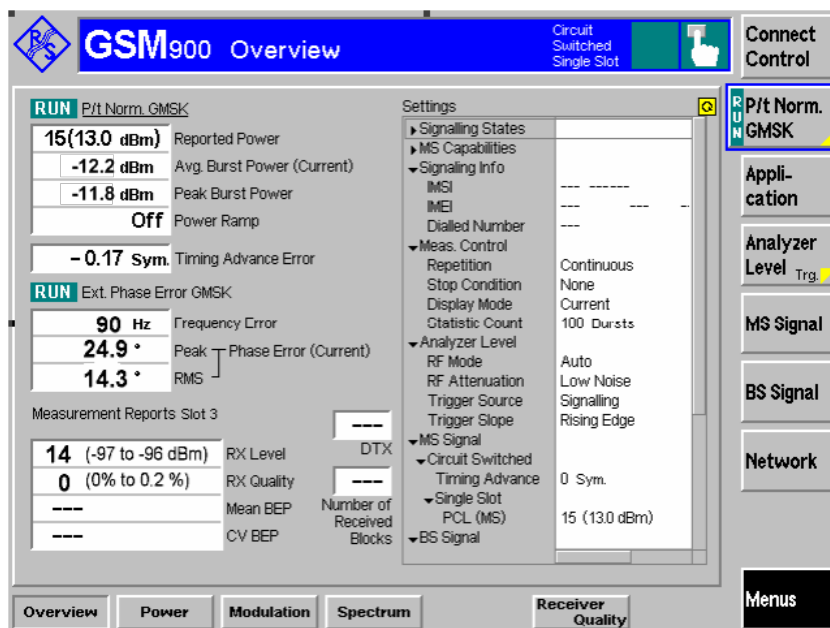 R&S
GSM900 Overview
Circuit
Switched
Single Slot
Connect
Control
RUN P/t Norm. GMSK
15(13.0 dBm) Reported Power
-12.2 dBm Avg. Burst Power (Current)
-11.8 dBm Peak Burst Power
Off Power Ramp
-0.17 Sym. Timing Advance Error
RUN Ext. Phase Error GMSK
90 Hz Frequency Error
24.9 ° Peak Phase Error (Current)
14.3 ° RMS
Measurement Reports Slot 3
---
DTX
14 (-97 to -96 dBm) RX Level
0 (0% to 0.2 %) RX Quality
---
--- Mean BEP
--- CV BEP
Number of
Received
Blocks
Settings
Signalling States
MS Capabilities
Signaling Info
IMSI --- ------
IMEI --- --- -
Dialled Number ---
Meas. Control
Repetition Continuous
Stop Condition None
Display Mode Current
Statistic Count 100 Bursts
Analyzer Level
RF Mode Auto
RF Attenuation Low Noise
Trigger Source Signalling
Trigger Slope Rising Edge
MS Signal
Circuit Switched
Timing Advance 0 Sym.
Single Slot
PCL (MS) 15 (13.0 dBm)
BS Signal
RUN
P/t Norm.
GMSK
Appli-
cation
Analyzer
Level Trg.
MS Signal
BS Signal
Network
Menus
Overview Power Modulation Spectrum Receiver
Quality